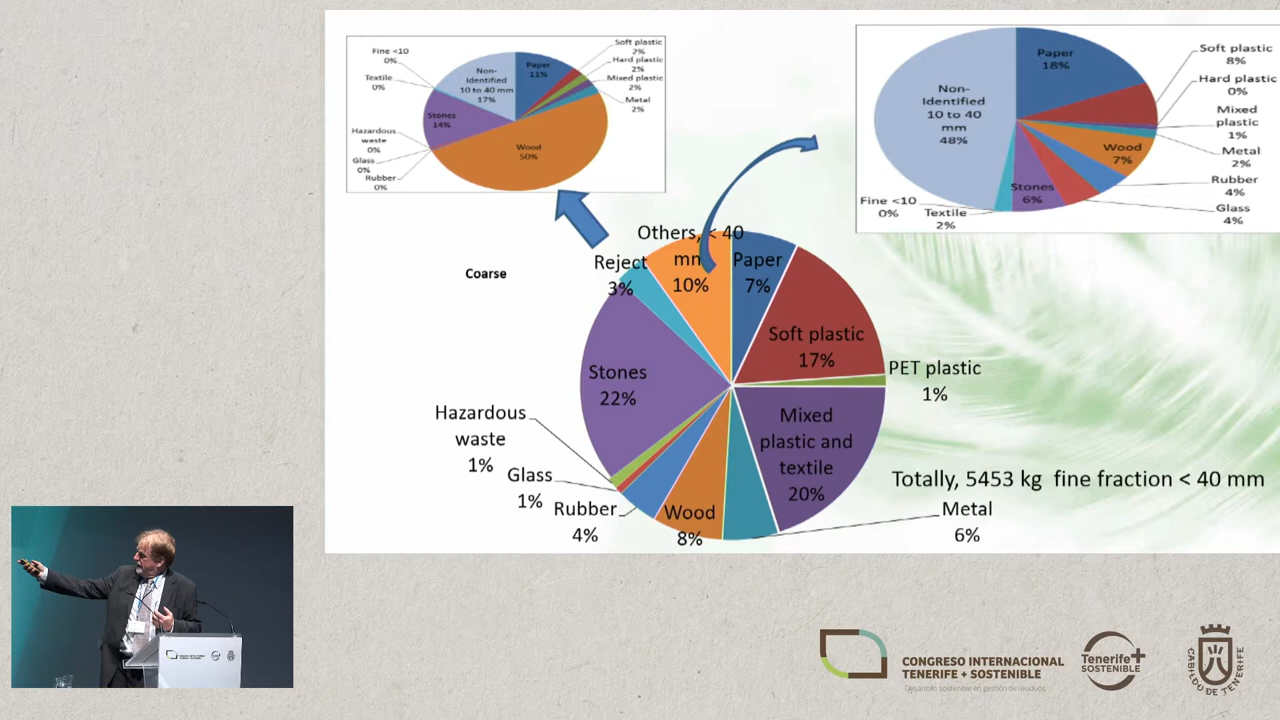 Fine <10
0%
Textile
0%
Non-
Identified
10 to 40 mm
17%
Paper
11%
Soft plastic
2%
Hard plastic
2%
Mixed plastic
2%
Metal
2%
Stones
14%
Hazardous
waste
0%
Glass
0%
Rubber
0%
Wood
50%
Non-
Identified
10 to 40
mm
48%
Paper
18%
Soft plastic
8%
Hard plastic
0%
Mixed
plastic
1%
Metal
2%
Wood
7%
Rubber
4%
Glass
4%
Stones
6%
Fine <10
0%
Textile
2%
Coarse
Others, < 40
mm
10%
Reject
3%
Paper
7%
Soft plastic
17%
PET plastic
1%
Stones
22%
Mixed
plastic and
textile
20%
Hazardous
waste
1%
Glass
1%
Rubber
4%
Wood
8%
Totally, 5453 kg fine fraction < 40 mm
Metal
6%
CONGRESO INTERNACIONAL
TENERIFE + SOSTENIBLE
Desarrollo sostenible en gestión de residuos
Tenerife+
SOSTENIBLE
CABILDO DE TENERIFE